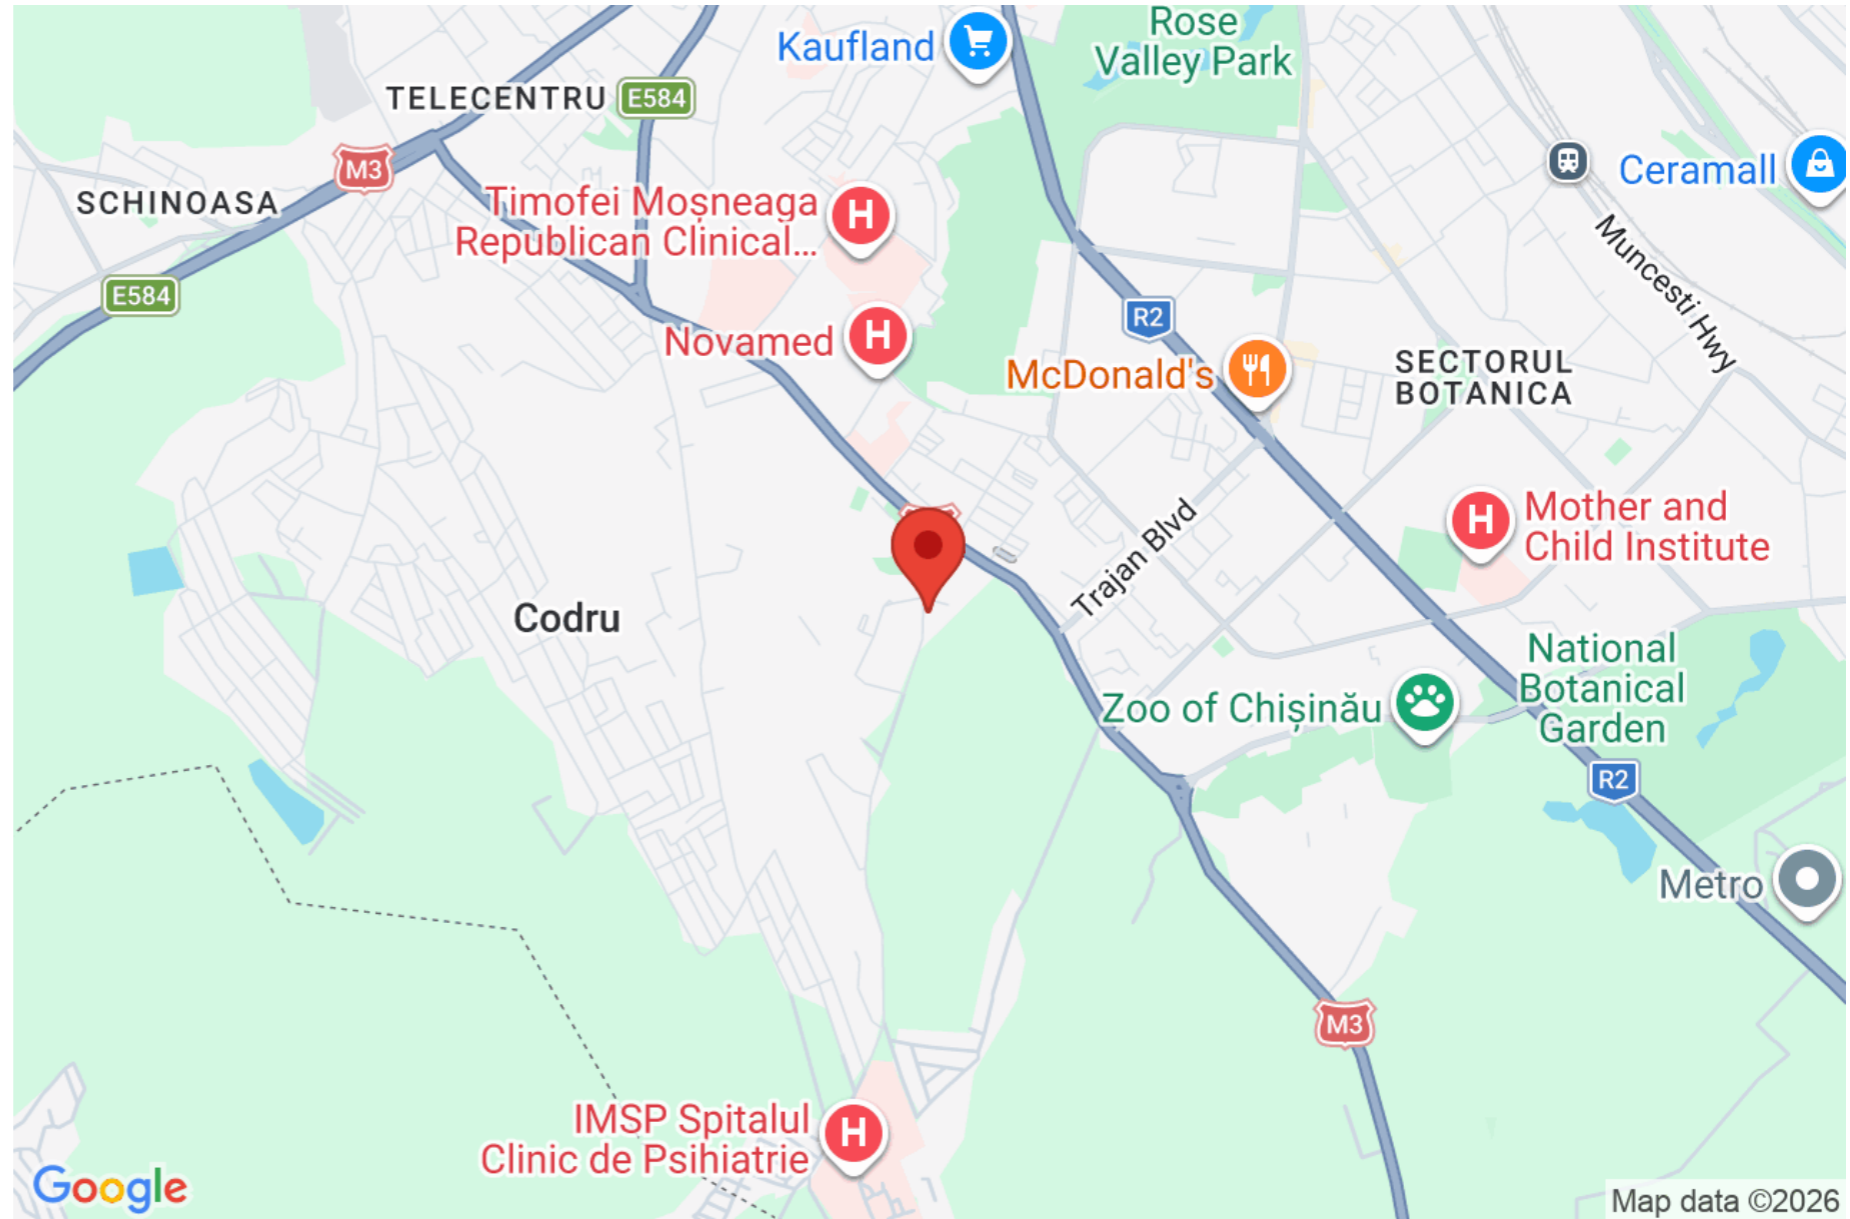 Rose
Valley Park
Kaufland
TELECENTRU
E584
M3
SCHINOASA
Timofei Moșneaga
Republican Clinical...
H
Ceramall
Muncesti Hwy
E584
Novamed
H
R2
McDonald's
SECTORUL
BOTANICA
Trajan Blvd
H
Mother and
Child Institute
Codru
National
Botanical
Garden
Zoo of Chișinău
R2
Metro
M3
IMSP Spitalul
Clinic de Psihiatrie
H
Google
Map data ©2026